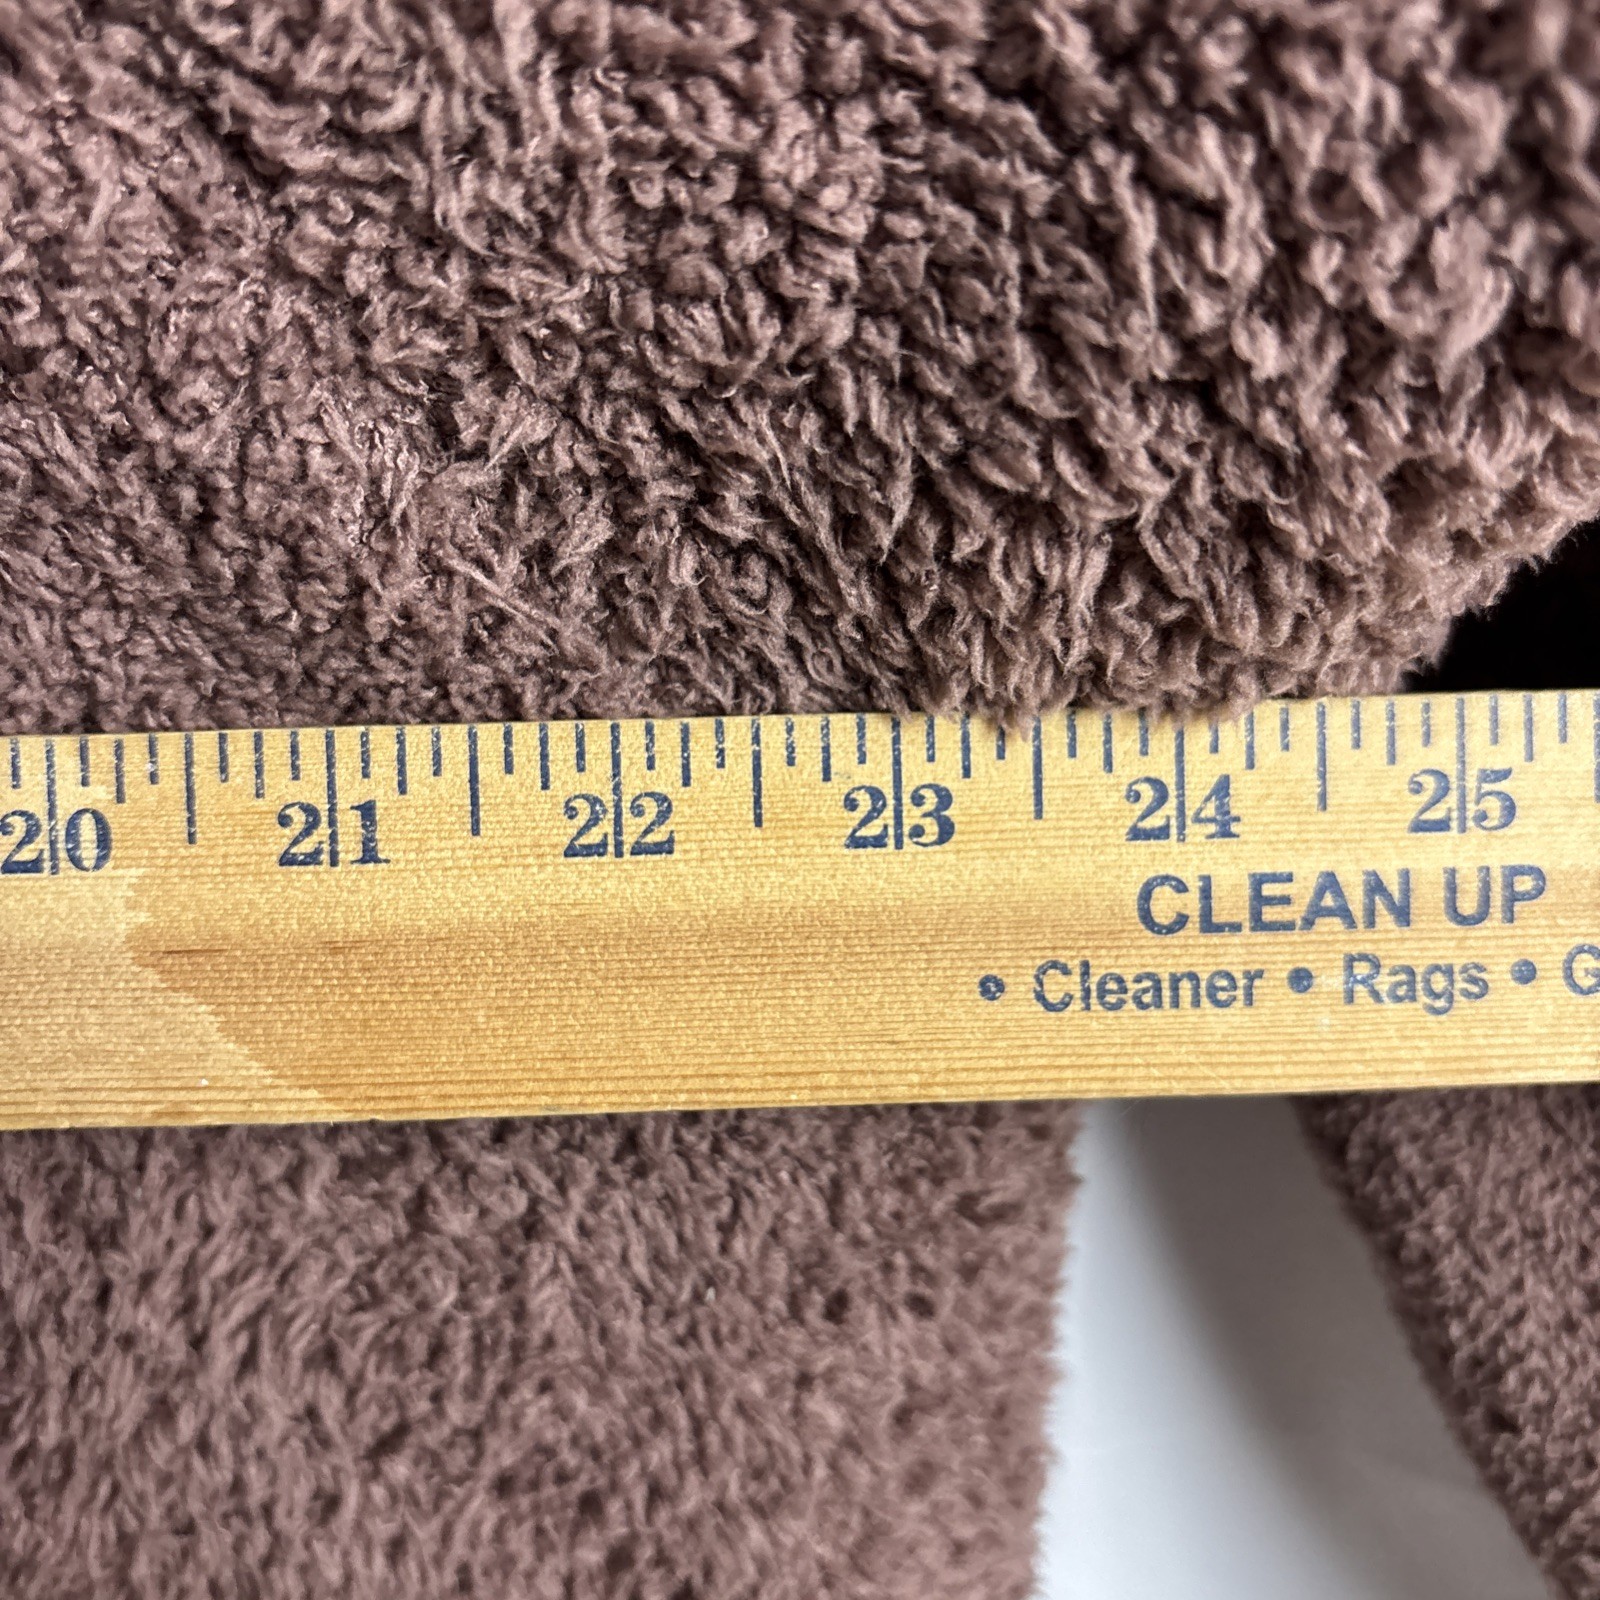 20 21 22 23 24 25
CLEAN UP
• Cleaner • Rags • G